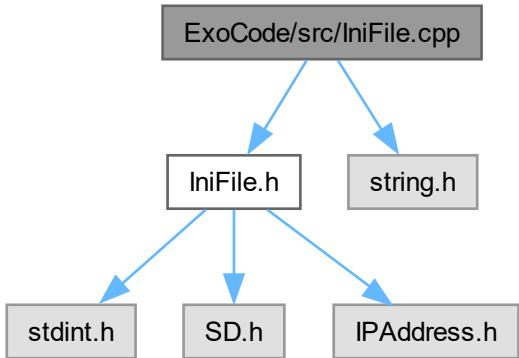 ExoCode/src/IniFile.cpp
IniFile.h
string.h
stdint.h
SD.h
IPAddress.h